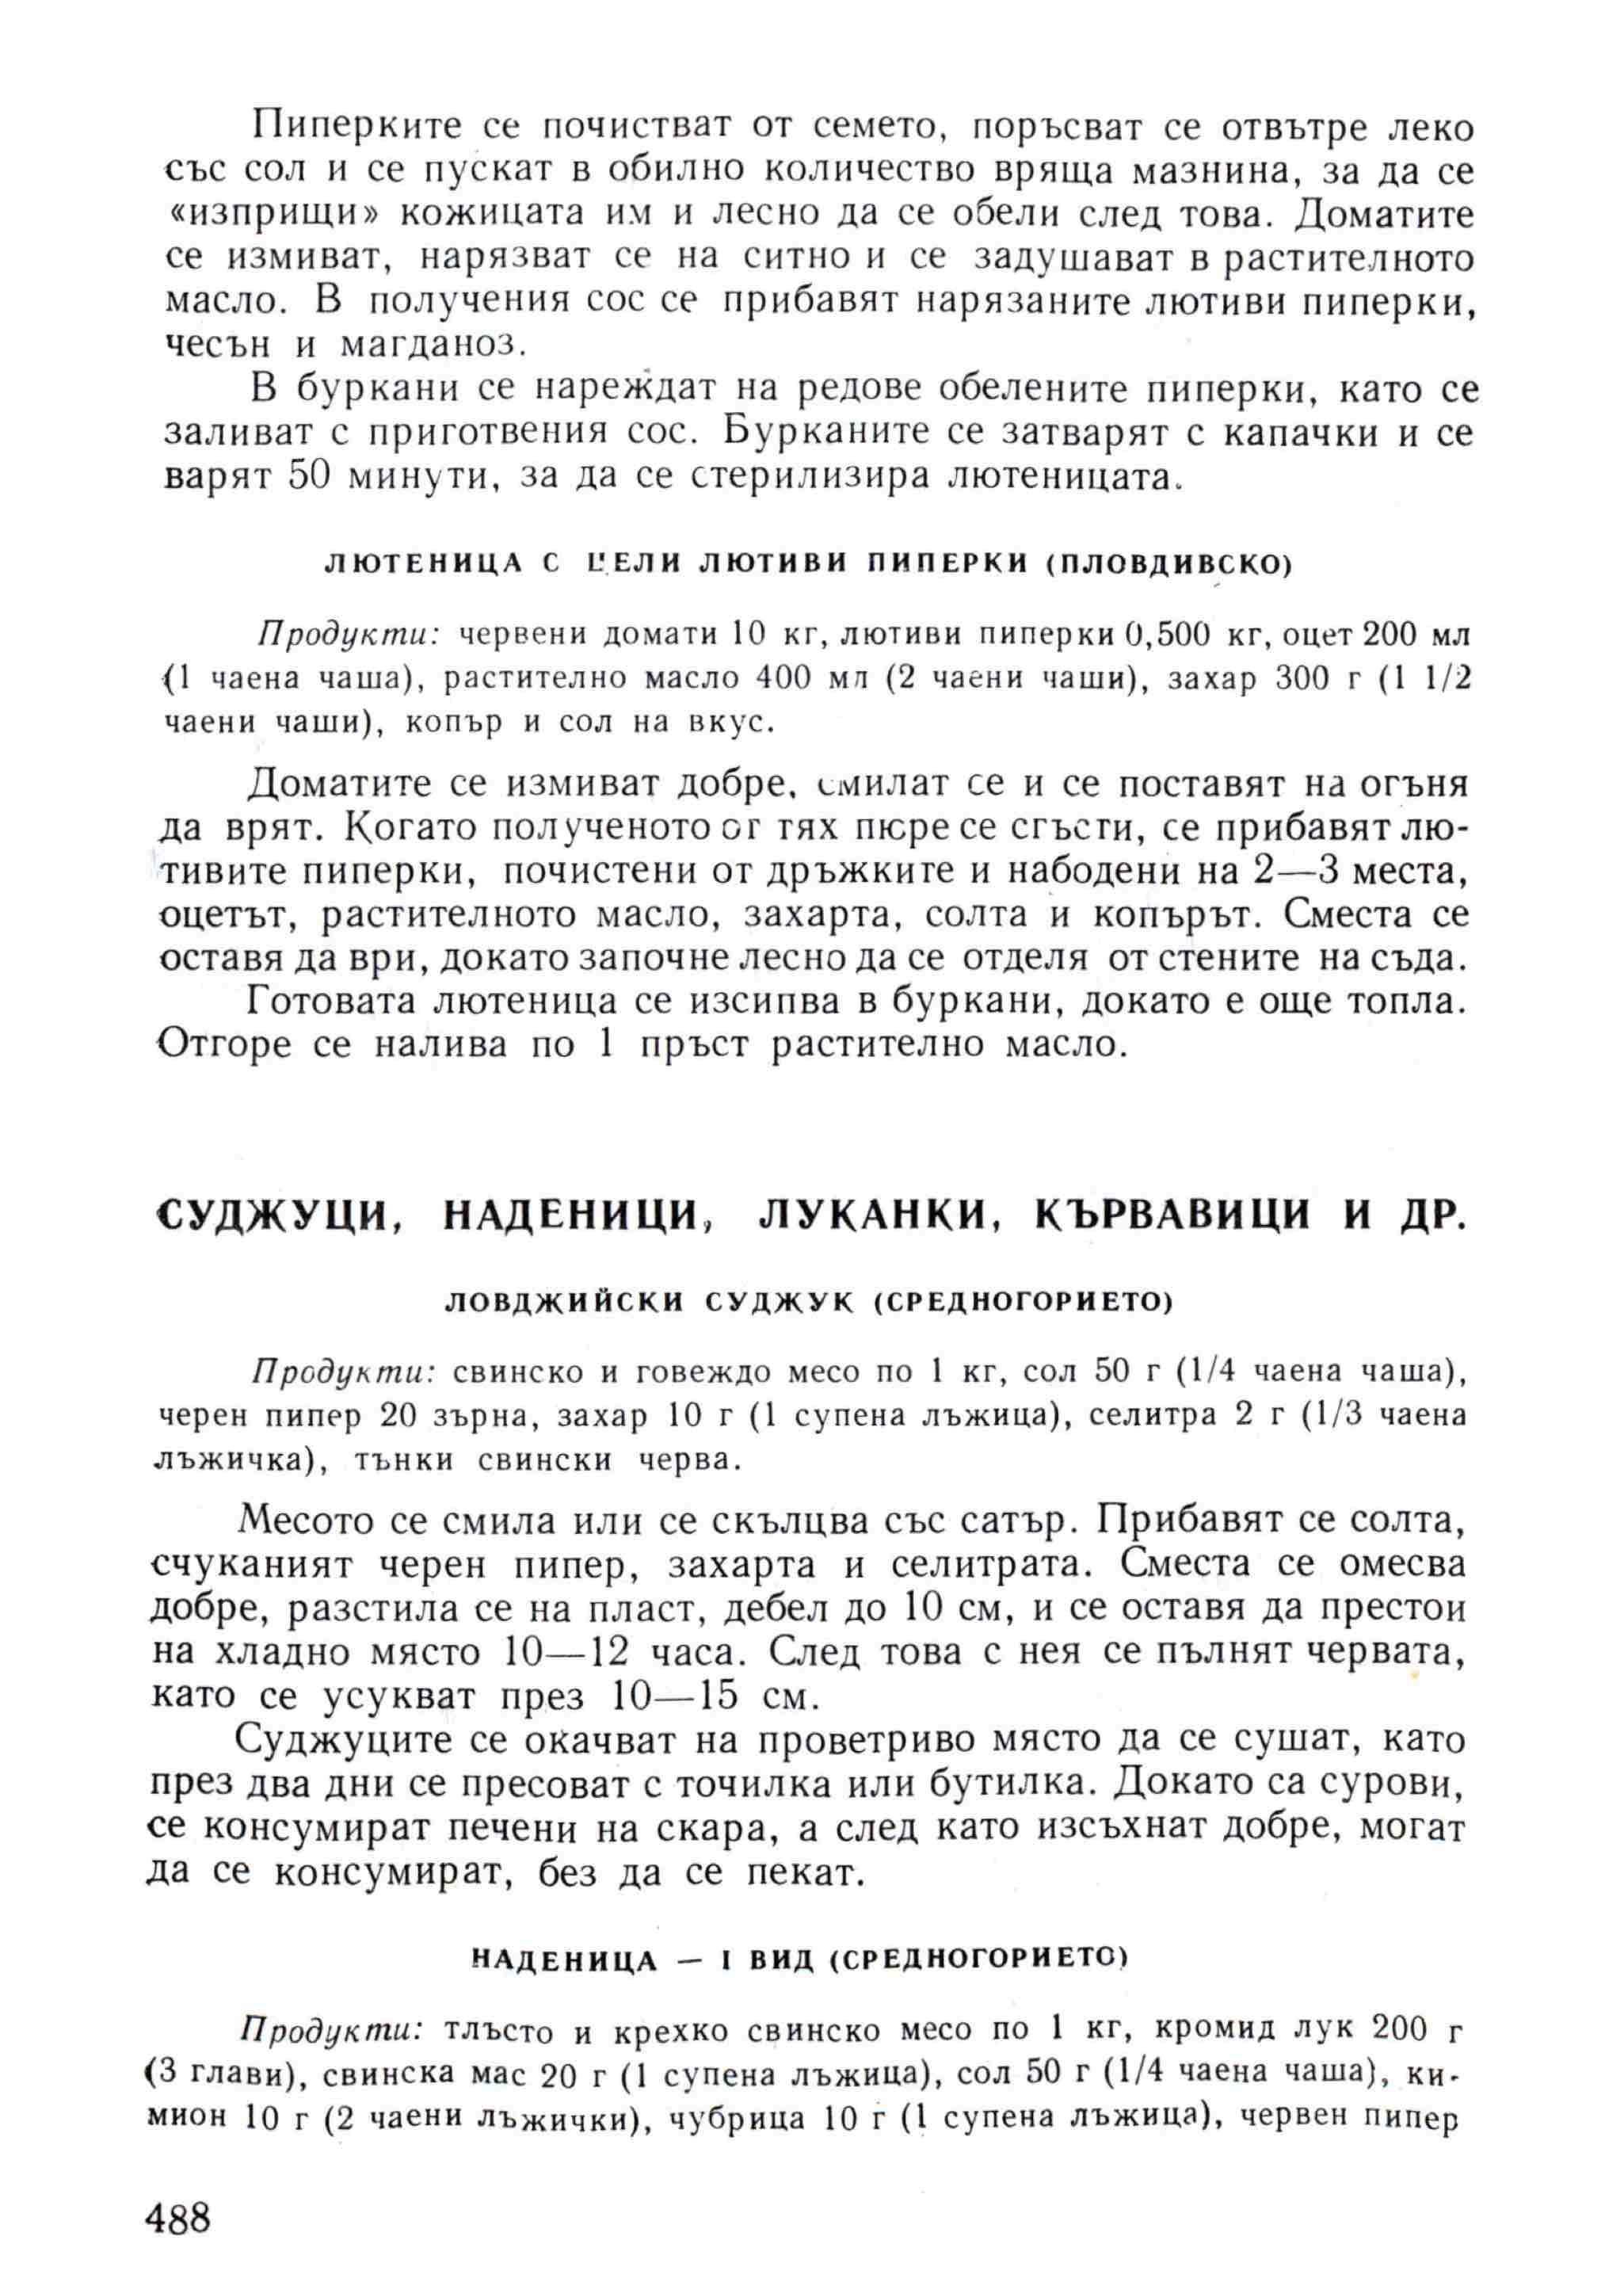 Пиперките се почистват от семето, поръсват се отвътре леко
със сол и се пускат в обилно количество вряща мазнина, за да се
«изприщи» кожицата им и лесно да се обели след това. Доматите
се измиват, нарязват се на ситно и се задушават в растителното
масло. В получения сос се прибавят нарязаните лютиви пиперки,
чесън и магданоз.
В буркани се нареждат на редове обелените пиперки, като се
заливат с приготвения сос. Бурканите се затварят с капачки и се
варят 50 минути, за да се стерилизира лютеницата.
ЛЮТЕНИЦА С ЦЕЛИ ЛЮТИВИ ПИПЕРКИ (ПЛОВДИВСКО)
Продукти: червени домати 10 кг, лютиви пиперки 0,500 кг, оцет 200 мл
(1 чаена чаша), растително масло 400 мл (2 чаени чаши), захар 300 г (1 1/2
чаени чаши), копър и сол на вкус.
Доматите се измиват добре, смилат се и се поставят на огъня
да врят. Когато полученото от тях пюре се сгъсти, се прибавят лю-
тивите пиперки, почистени от дръжките и набодени на 2—3 места,
оцетът, растителното масло, захарта, солта и копърът. Сместа се
оставя да ври, докато започне лесно да се отделя от стените на съда.
Готовата лютеница се изсипва в буркани, докато е още топла.
Отгоре се налива по 1 пръст растително масло.
СУДЖУЦИ, НАДЕНИЦИ, ЛУКАНКИ, КЪРВАВИЦИ И ДР.
ЛОВДЖИЙСКИ СУДЖУК (СРЕДНОГОРИЕТО)
Продукти: свинско и говеждо месо по 1 кг, сол 50 г (1/4 чаена чаша),
черен пипер 20 зърна, захар 10 г (1 супена лъжица), селитра 2 г (1/3 чаена
лъжичка), тънки свински черва.
Месото се смила или се скълцва със сатър. Прибавят се солта,
счуканият черен пипер, захарта и селитрата. Сместа се омесва
добре, разстила се на пласт, дебел до 10 см, и се оставя да престои
на хладно място 10—12 часа. След това с нея се пълнят червата,
като се усукват през 10—15 см.
Суджуците се окачват на проветриво място да се сушат, като
през два дни се пресоват с точилка или бутилка. Докато са сурови,
се консумират печени на скара, а след като изсъхнат добре, могат
да се консумират, без да се пекат.
НАДЕНИЦА — I ВИД (СРЕДНОГОРИЕТО)
Продукти: тлъсто и крехко свинско месо по 1 кг, кромид лук 200 г
(3 глави), свинска мас 20 г (1 супена лъжица), сол 50 г (1/4 чаена чаша), ки-
мион 10 г (2 чаени лъжички), чубрица 10 г (1 супена лъжица), червен пипер
488